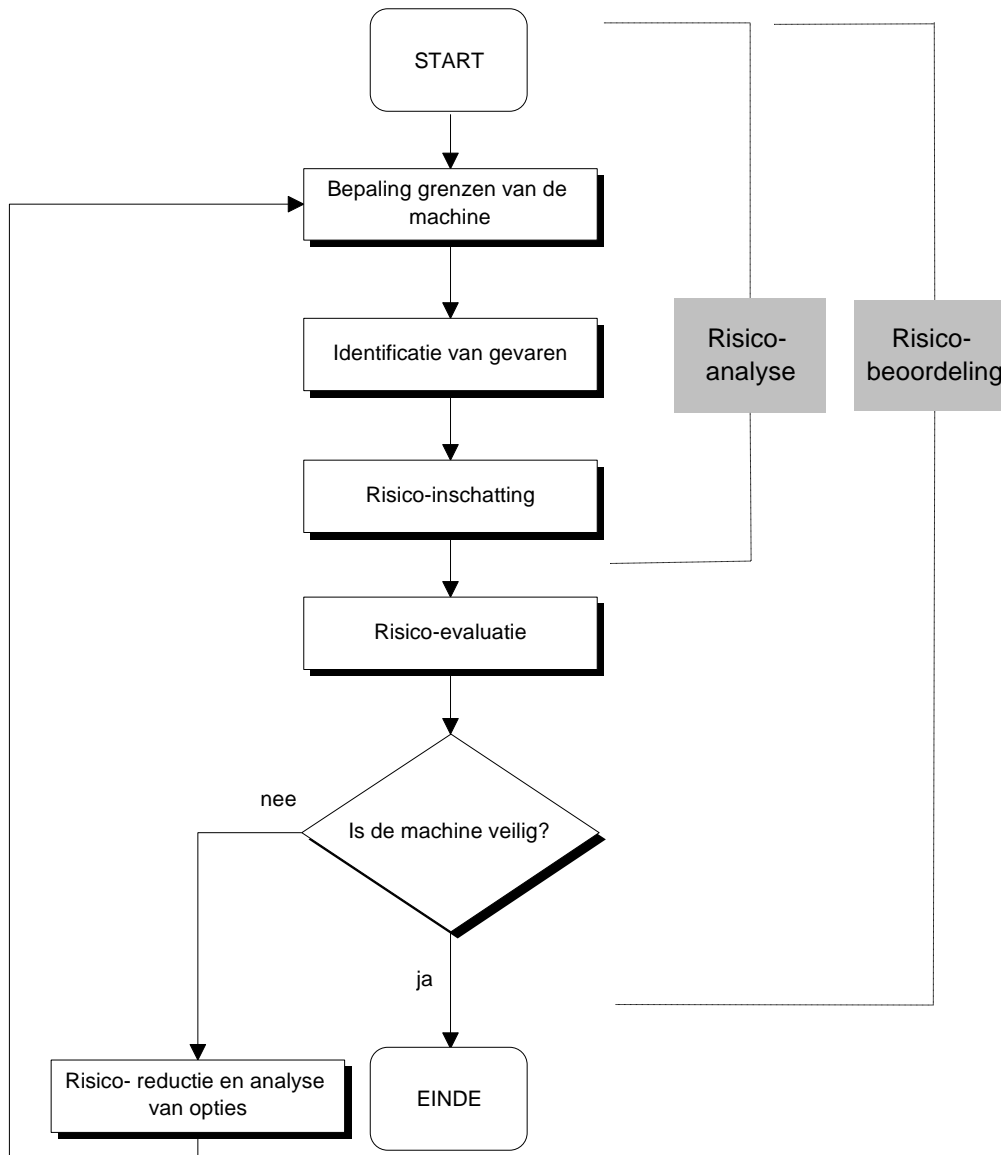 START
Bepaling grenzen van de
machine
Identificatie van gevaren
Risico-
analyse
Risico-
beoordeling
Risico-inschatting
Risico-evaluatie
nee
Is de machine veilig?
ja
Risico- reductie en analyse
van opties
EINDE